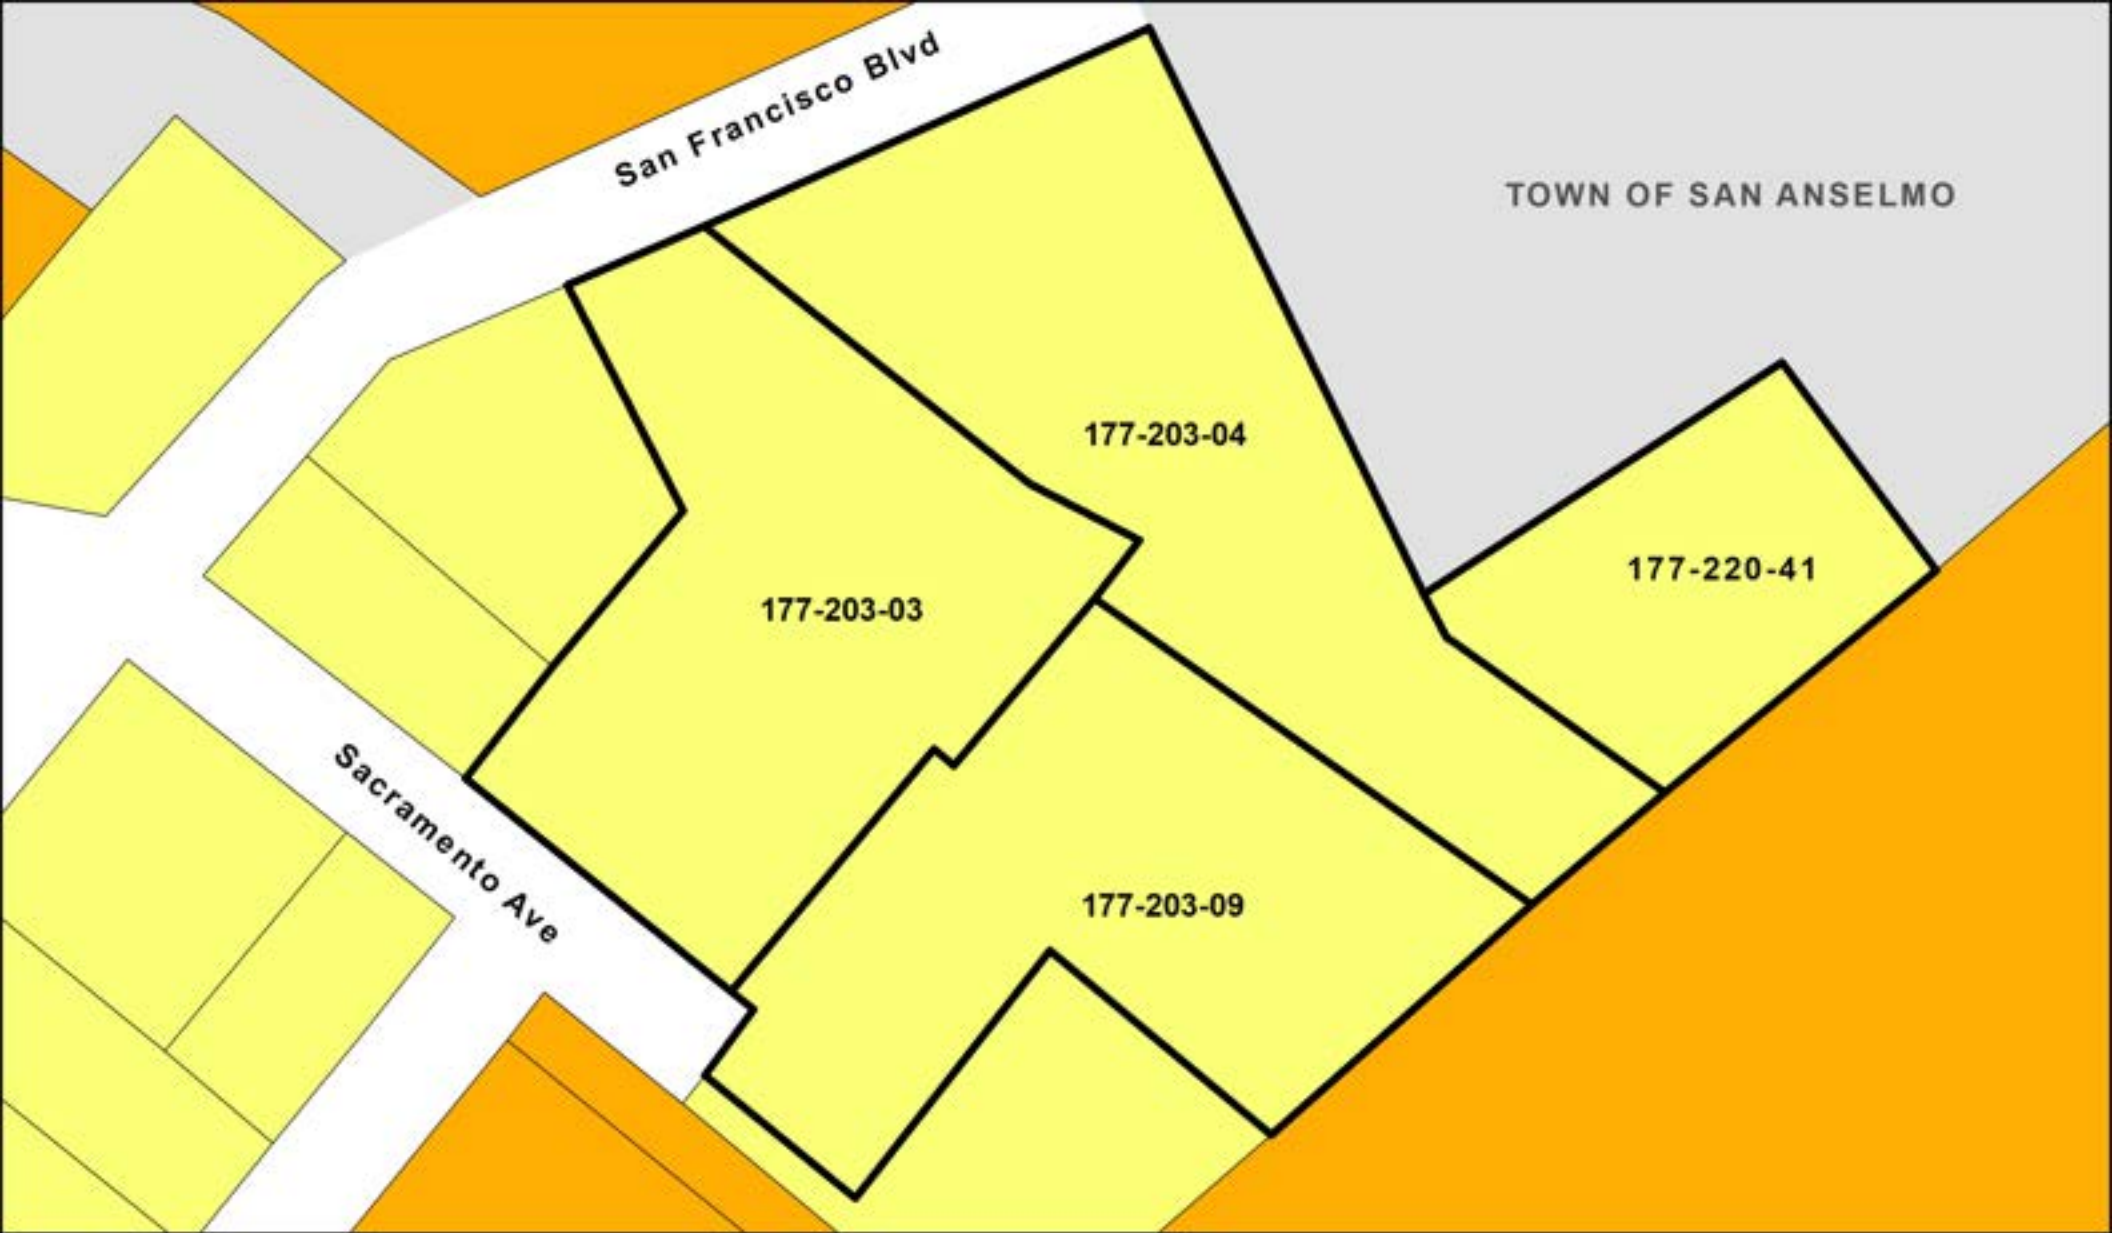 San Francisco Blvd
TOWN OF SAN ANSELMO
177-203-04
177-220-41
177-203-03
Sacramento Ave
177-203-09